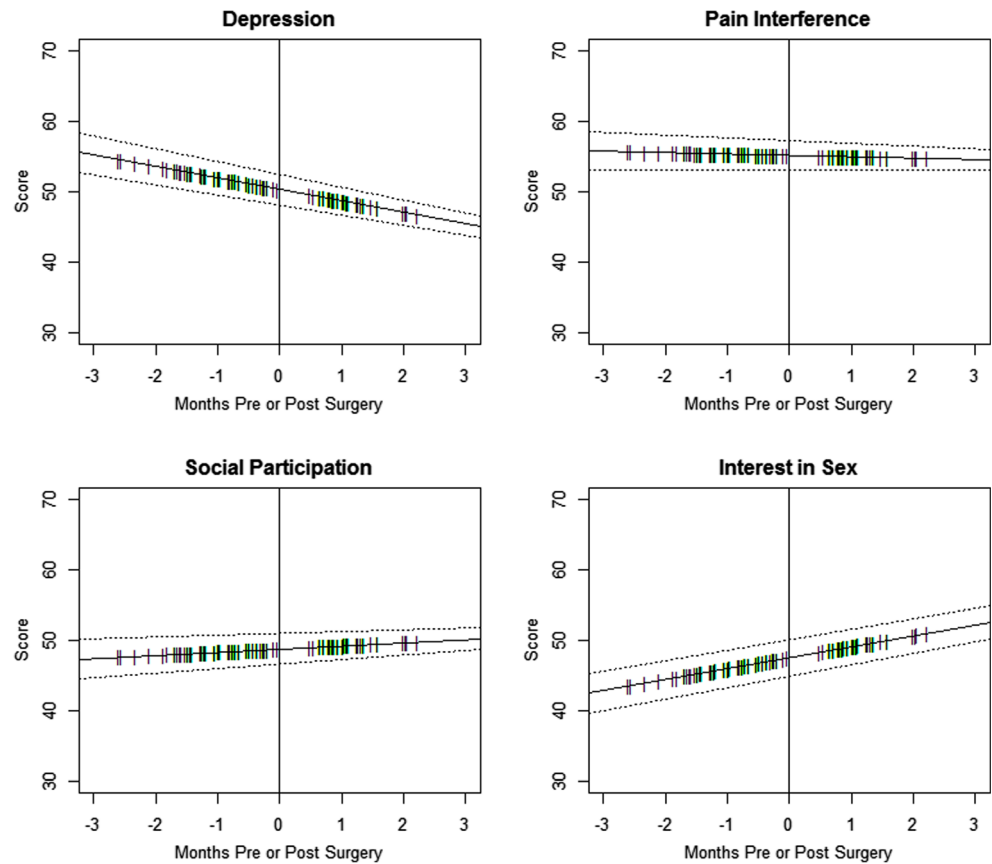 Depression
70
60
50
40
30
Score
-3 -2 -1 0 1 2 3
Months Pre or Post Surgery
Pain Interference
70
60
50
40
30
Score
-3 -2 -1 0 1 2 3
Months Pre or Post Surgery
Social Participation
70
60
50
40
30
Score
-3 -2 -1 0 1 2 3
Months Pre or Post Surgery
Interest in Sex
70
60
50
40
30
Score
-3 -2 -1 0 1 2 3
Months Pre or Post Surgery